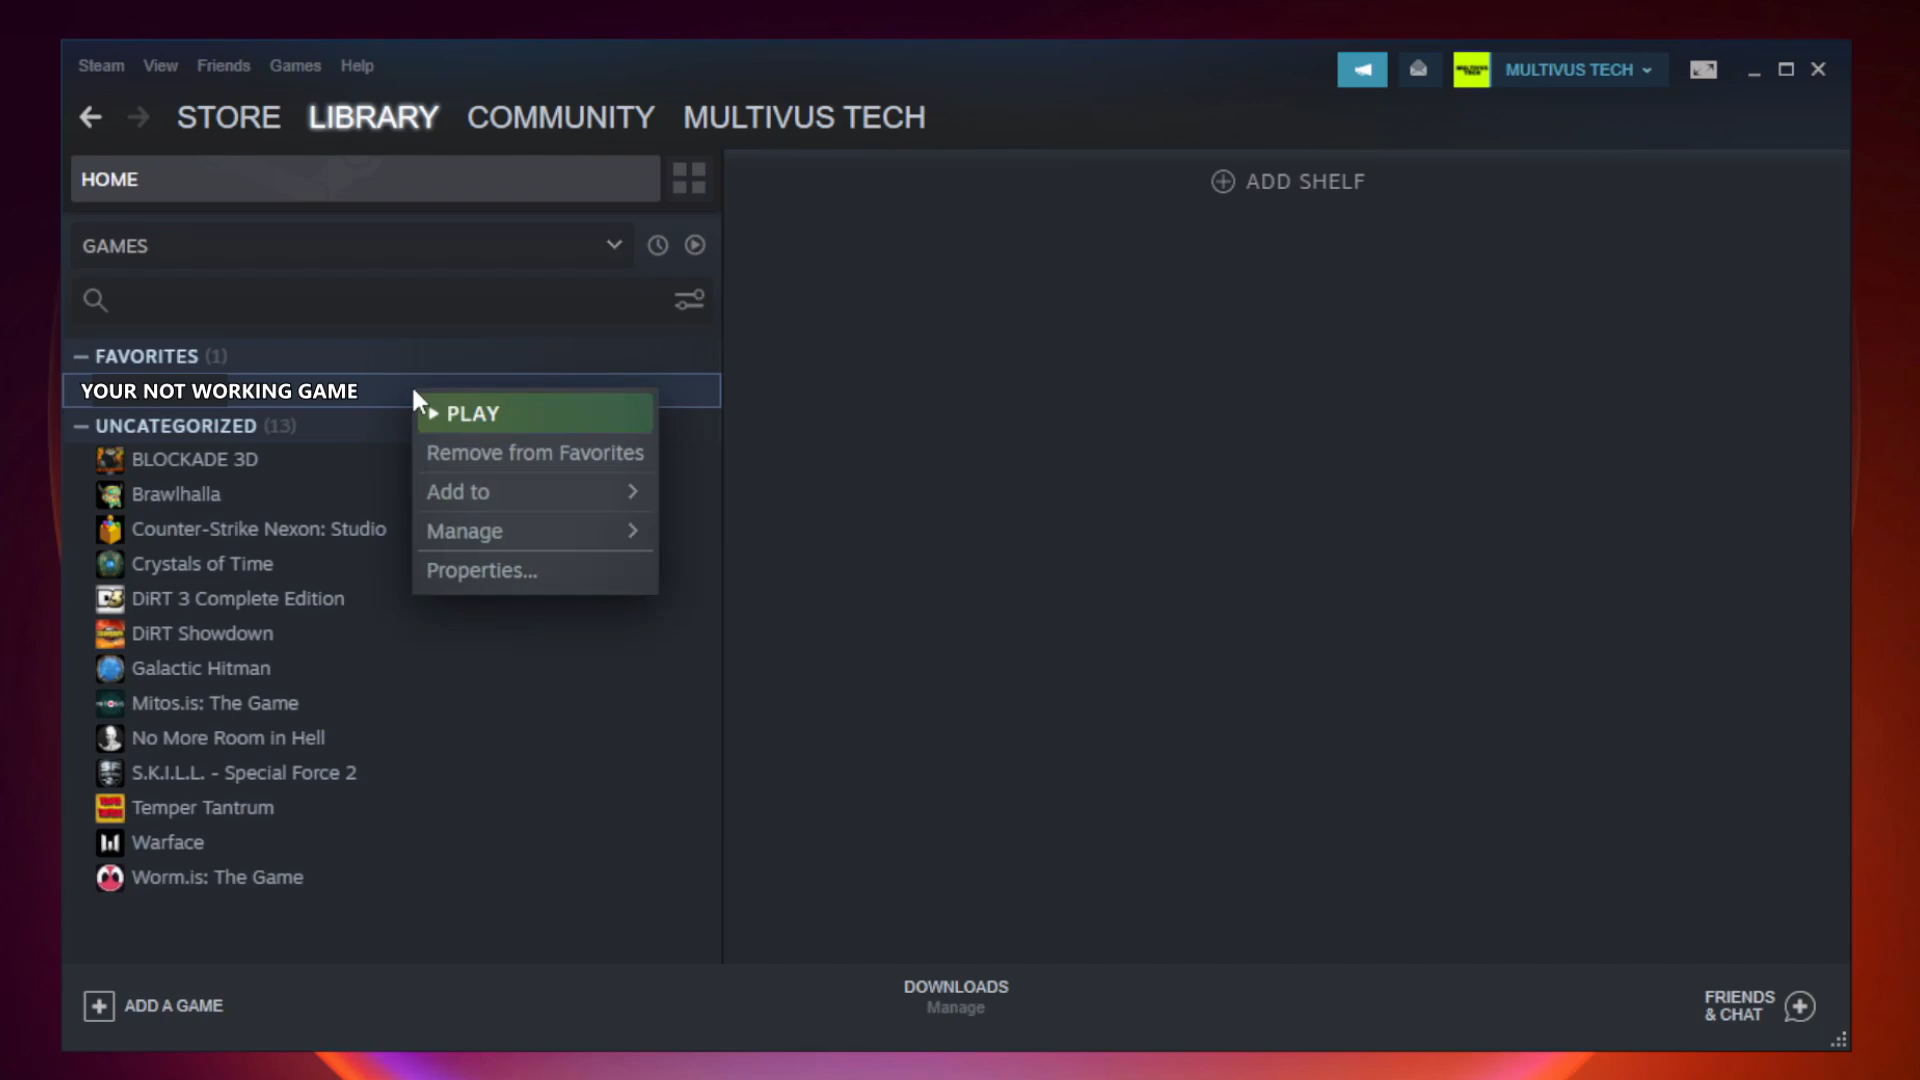 Steam View Friends Games Help
MULTIVUS TECH
STORE LIBRARY COMMUNITY MULTIVUS TECH
HOME
ADD SHELF
GAMES
FAVORITES (1)
YOUR NOT WORKING GAME
PLAY
Remove from Favorites
Add to
Manage
Properties...
UNCATEGORIZED (13)
BLOCKADE 3D
Brawlhalla
Counter-Strike Nexon: Studio
Crystals of Time
DiRT 3 Complete Edition
DiRT Showdown
Galactic Hitman
Mitos.is: The Game
No More Room in Hell
S.K.I.L.L. - Special Force 2
Temper Tantrum
Warface
Worm.is: The Game
ADD A GAME
DOWNLOADS
Manage
FRIENDS
& CHAT